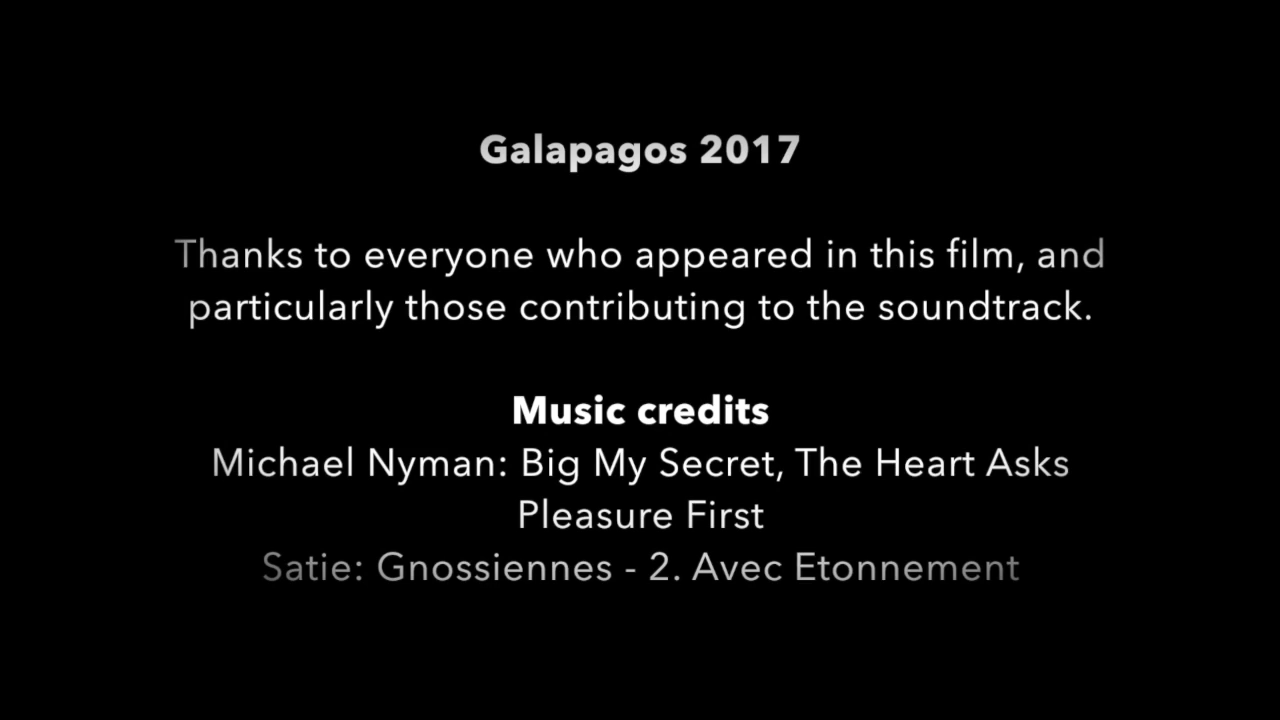 Galapagos 2017
Thanks to everyone who appeared in this film, and
particularly those contributing to the soundtrack.
Music credits
Michael Nyman: Big My Secret, The Heart Asks
Pleasure First
Satie: Gnossiennes - 2. Avec Etonnement